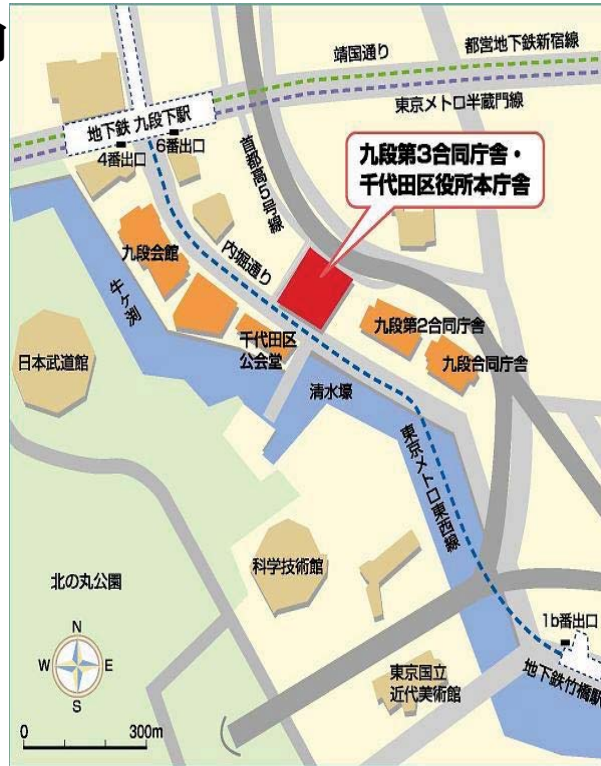 靖国通り
都営地下鉄新宿線
東京メトロ半蔵門線
地下鉄 九段下駅
4番出口
6番出口
首都高5号線
九段第3合同庁舎・
千代田区役所本庁舎
九段会館
内堀通り
牛ヶ渕
千代田区
公会堂
九段第2合同庁舎
九段合同庁舎
日本武道館
清水濠
東京メトロ東西線
科学技術館
北の丸公園
N
W
E
S
0
300m
東京国立
近代美術館
1b番出口
地下鉄竹橋駅